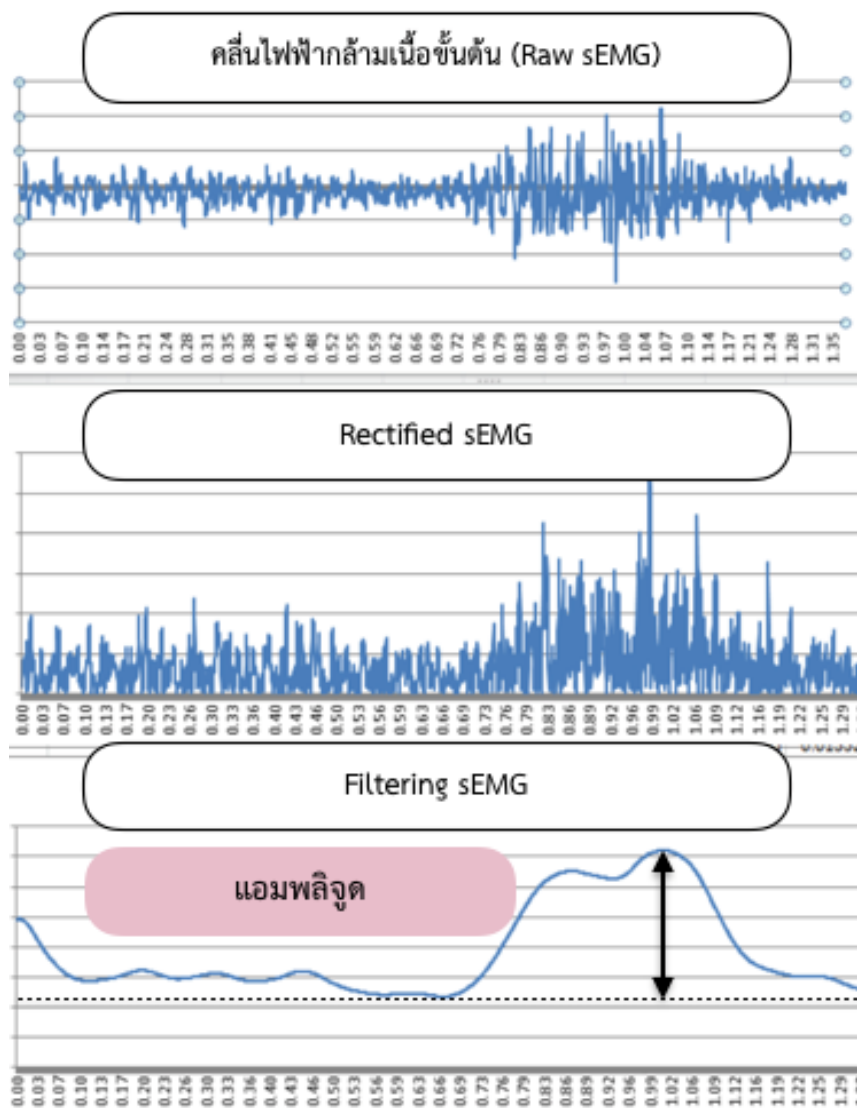 คลื่นไฟฟ้ากล้ามเนื้อขั้นต้น (Raw sEMG)
0.00 0.03 0.07 0.10 0.14 0.17 0.21 0.24 0.28 0.31 0.35 0.38 0.41 0.45 0.48 0.52 0.55 0.59 0.62 0.66 0.69 0.72 0.76 0.79 0.83 0.86 0.90 0.93 0.97 1.00 1.04 1.07 1.10 1.14 1.17 1.21 1.24 1.28 1.31 1.35
Rectified sEMG
0.00 0.03 0.07 0.10 0.13 0.17 0.20 0.23 0.26 0.30 0.33 0.36 0.40 0.43 0.46 0.50 0.53 0.56 0.59 0.63 0.66 0.69 0.73 0.76 0.79 0.83 0.86 0.89 0.92 0.96 0.99 1.02 1.06 1.09 1.12 1.16 1.19 1.22 1.25 1.29
Filtering sEMG
แอมพลิจูด
0.00 0.03 0.07 0.10 0.13 0.17 0.20 0.23 0.26 0.30 0.33 0.36 0.40 0.43 0.46 0.50 0.53 0.56 0.59 0.63 0.66 0.69 0.73 0.76 0.79 0.83 0.86 0.89 0.92 0.96 0.99 1.02 1.06 1.09 1.12 1.16 1.19 1.22 1.25 1.29